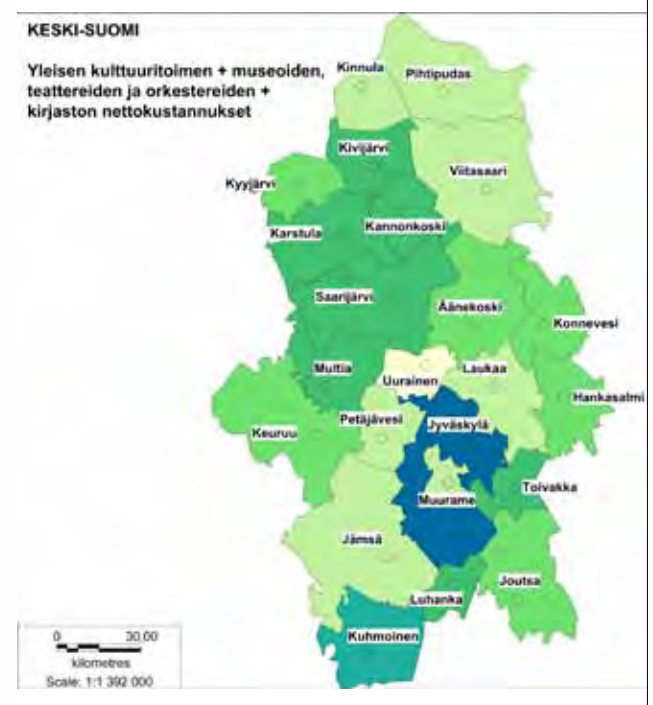 KESKI-SUOMI
Yleisen kulttuuritoimen + museoiden,
teattereiden ja orkestereiden +
kirjaston nettokustannukset
Kinnula
Pihtipudas
Kivijärvi
Viitasaari
Kyyjärvi
Karstula
Kannonkoski
Saarijärvi
Äänekoski
Konnevesi
Multia
Uurainen
Laukaa
Hankasalmi
Petäjävesi
Jyväskylä
Keuruu
Toivakka
Muurame
Jämsä
Joutsa
Luhanka
Kuhmoinen
0 30,00
kilometres
Scale: 1:1 392 000